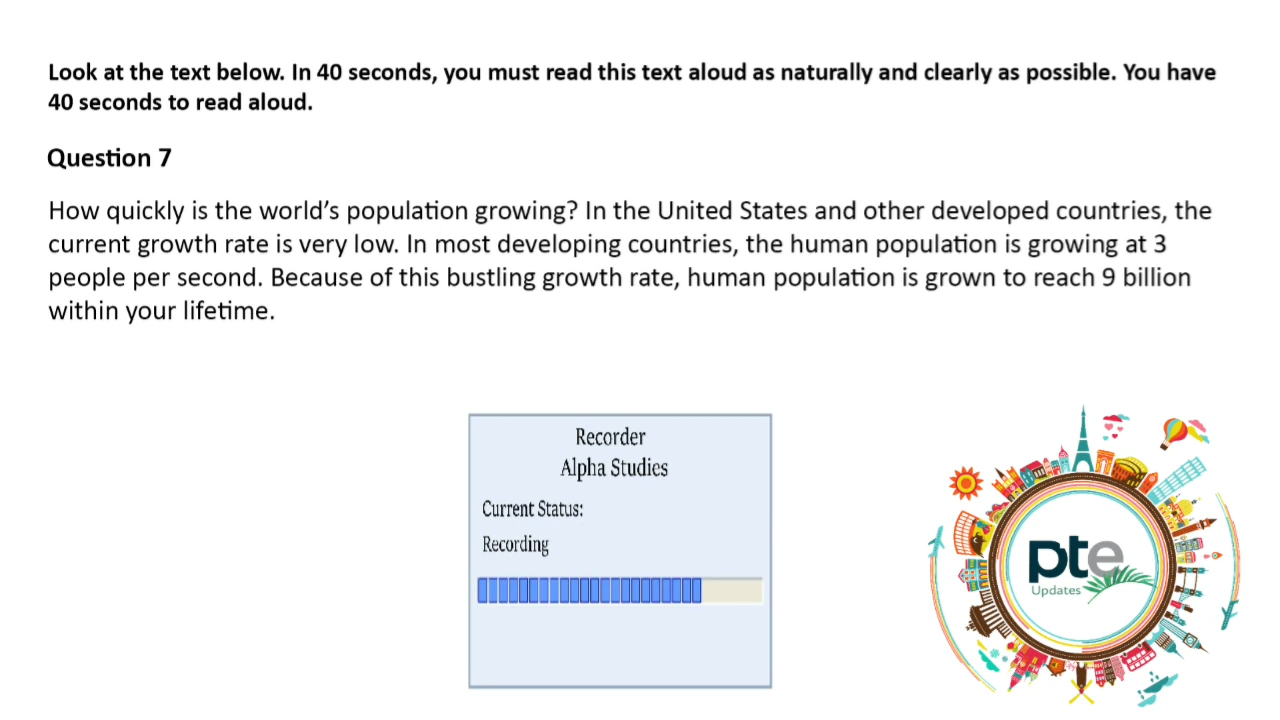 Look at the text below. In 40 seconds, you must read this text aloud as naturally and clearly as possible. You have
40 seconds to read aloud.
Question 7
How quickly is the world’s population growing? In the United States and other developed countries, the
current growth rate is very low. In most developing countries, the human population is growing at 3
people per second. Because of this bustling growth rate, human population is grown to reach 9 billion
within your lifetime.
Recorder
Alpha Studies
Current Status:
Recording
pte
Updates